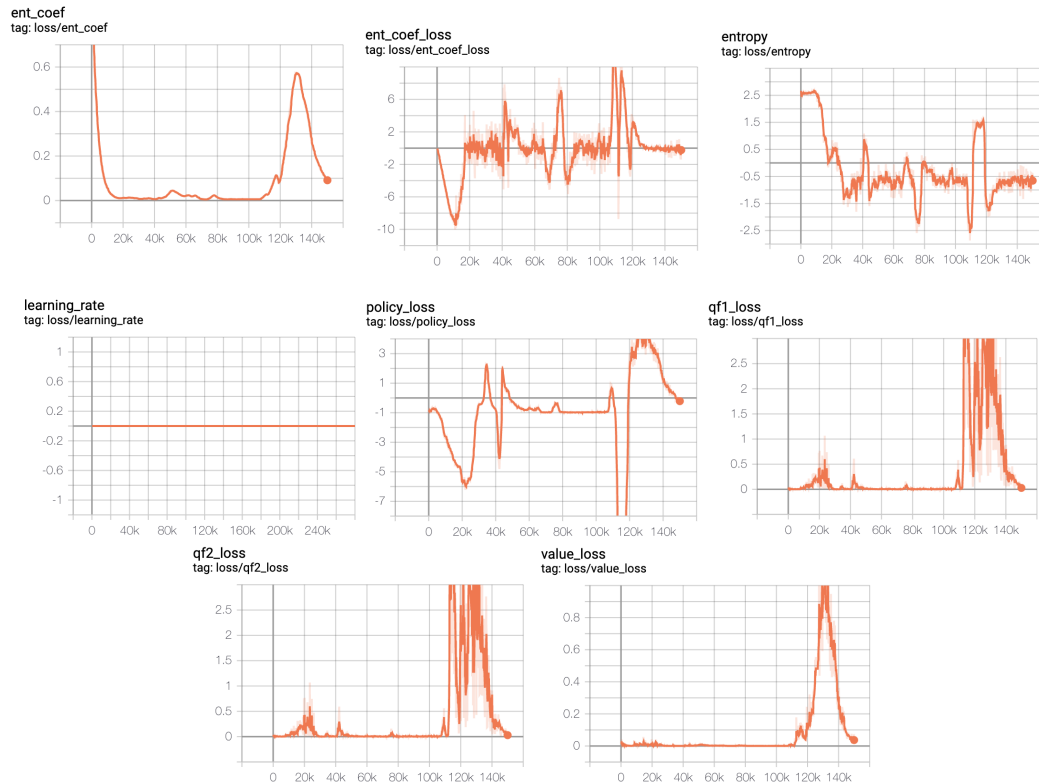 ent_coef
tag: loss/ent_coef
0.6
0.4
0.2
0
0 20k 40k 60k 80k 100k 120k 140k
ent_coef_loss
tag: loss/ent_coef_loss
6
2
-2
-6
-10
0 20k 40k 60k 80k 100k 120k 140k
entropy
tag: loss/entropy
2.5
1.5
0.5
-0.5
-1.5
-2.5
0 20k 40k 60k 80k 100k 120k 140k
learning_rate
tag: loss/learning_rate
1
0.6
0.2
-0.2
-0.6
-1
0 40k 80k 120k 160k 200k 240k
policy_loss
tag: loss/policy_loss
3
1
-1
-3
-5
-7
0 20k 40k 60k 80k 100k 120k 140k
qf1_loss
tag: loss/qf1_loss
2.5
2
1.5
1
0.5
0
0 20k 40k 60k 80k 100k 120k 140k
qf2_loss
tag: loss/qf2_loss
2.5
2
1.5
1
0.5
0
0 20k 40k 60k 80k 100k 120k 140k
value_loss
tag: loss/value_loss
0.8
0.6
0.4
0.2
0
0 20k 40k 60k 80k 100k 120k 140k